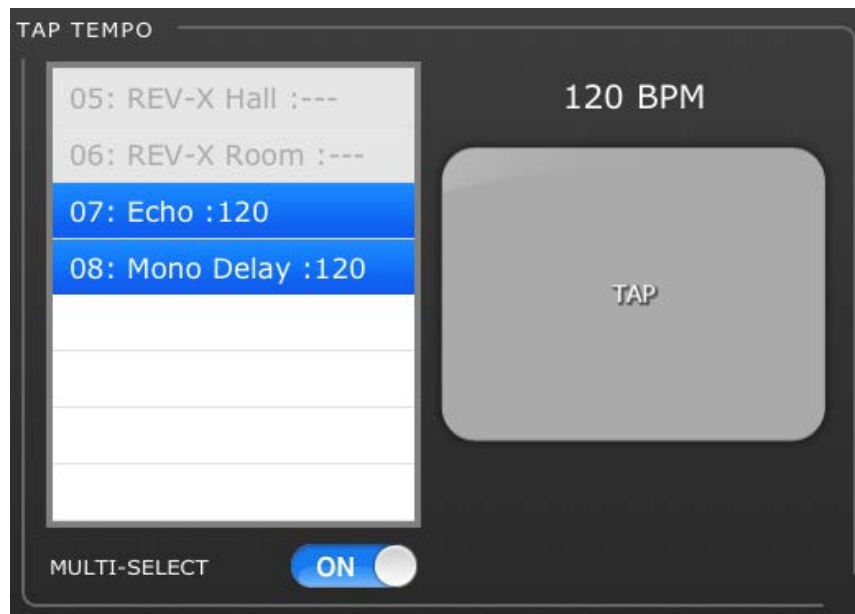 TAP TEMPO
05: REV-X Hall :---
06: REV-X Room :---
07: Echo :120
08: Mono Delay :120
120 BPM
TAP
MULTI-SELECT
ON